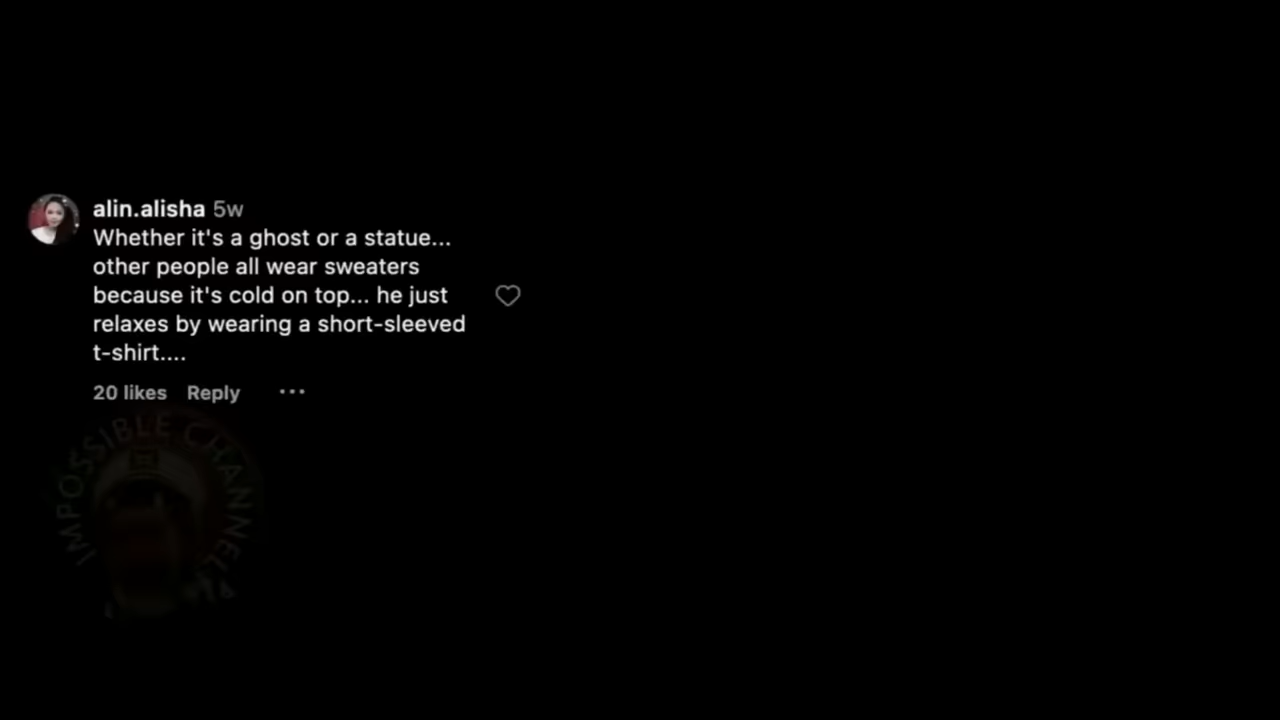 alin.alisha 5w
Whether it's a ghost or a statue...
other people all wear sweaters
because it's cold on top... he just
relaxes by wearing a short-sleeved
t-shirt....
20 likes Reply ...
IMPOSSIBLE CHANNEL